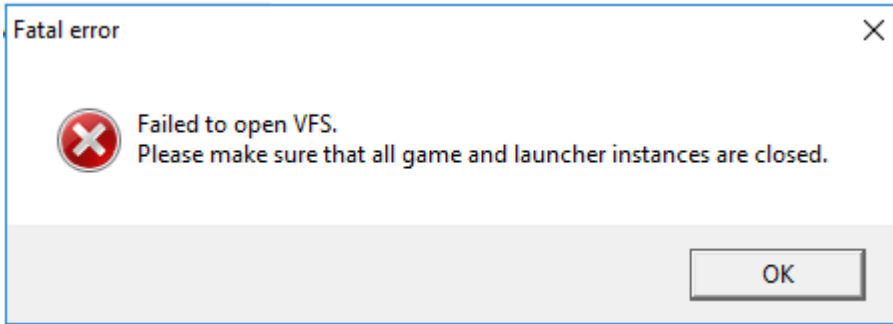 Fatal error
Failed to open VFS.
Please make sure that all game and launcher instances are closed.
OK